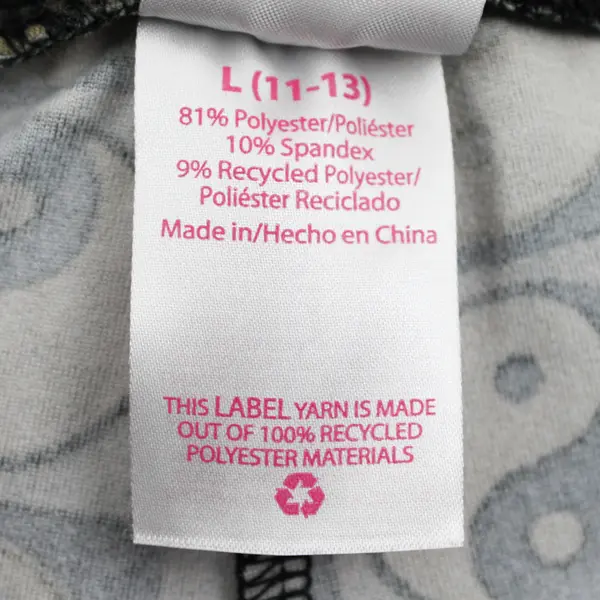 L (11-13)
81% Polyester/Poliéster
10% Spandex
9% Recycled Polyester/
Poliéster Reciclado
Made in/Hecho en China
THIS LABEL YARN IS MADE
OUT OF 100% RECYCLED
POLYESTER MATERIALS